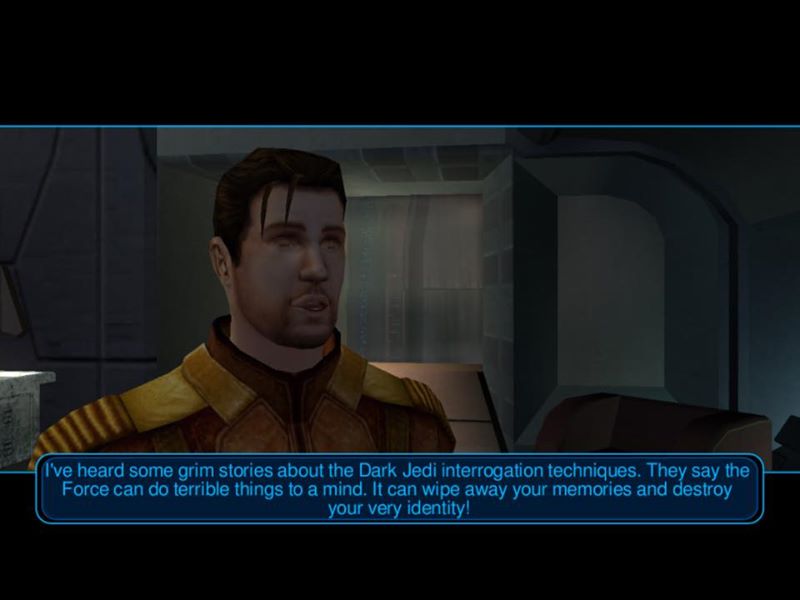 I've heard some grim stories about the Dark Jedi interrogation techniques. They say the
Force can do terrible things to a mind. It can wipe away your memories and destroy
your very identity!